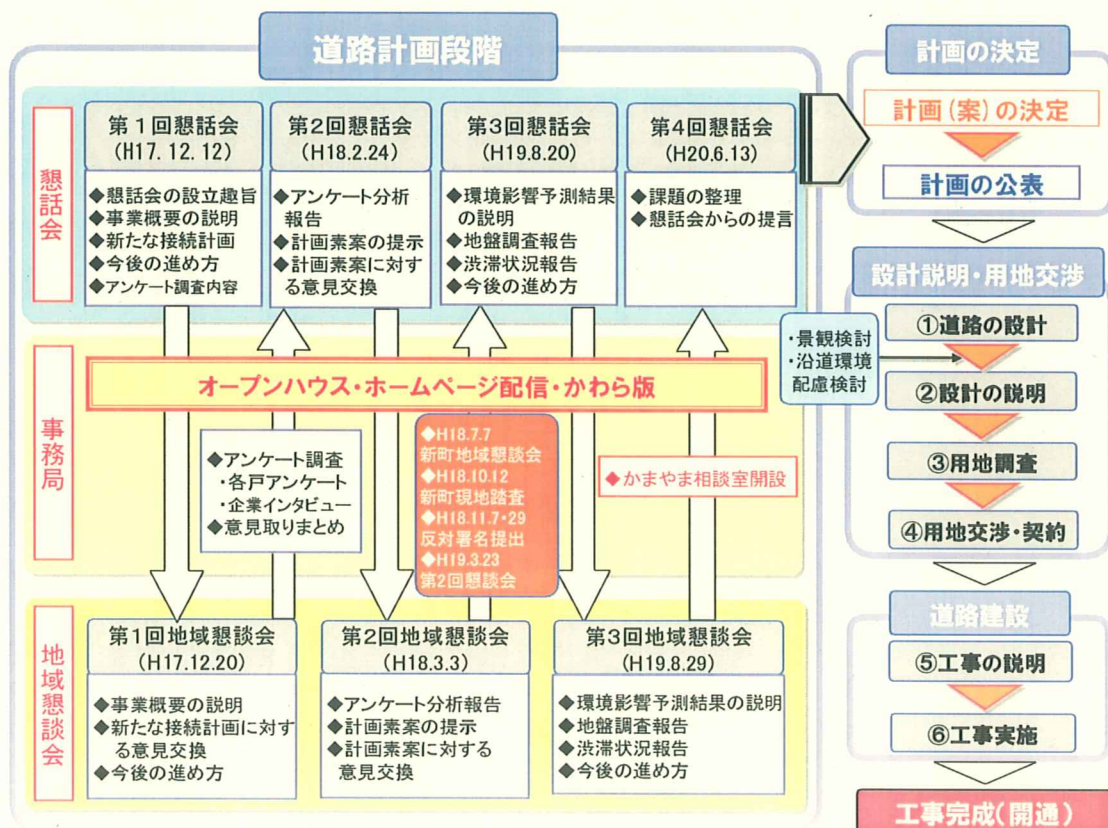 道路計画段階
懇話会
第1回懇話会
(H17.12.12)
◆懇話会の設立趣旨
◆事業概要の説明
◆新たな接続計画
◆今後の進め方
◆アンケート調査内容
第2回懇話会
(H18.2.24)
◆アンケート分析
報告
◆計画素案の提示
◆計画素案に対す
る意見交換
第3回懇話会
(H19.8.20)
◆環境影響予測結果
の説明
◆地盤調査報告
◆渋滞状況報告
◆今後の進め方
第4回懇話会
(H20.6.13)
◆課題の整理
◆懇話会からの提言
事務局
オープンハウス・ホームページ配信・かわら版
◆アンケート調査
・各戸アンケート
・企業インタビュー
◆意見取りまとめ
◆H18.7.7
新町地域懇談会
◆H18.10.12
新町現地踏査
◆H18.11.7・29
反対署名提出
◆H19.3.23
第2回懇談会
◆かまやま相談室開設
地域懇談会
第1回地域懇談会
(H17.12.20)
◆事業概要の説明
◆新たな接続計画に対す
る意見交換
◆今後の進め方
第2回地域懇談会
(H18.3.3)
◆アンケート分析報告
◆計画素案の提示
◆計画素案に対する
意見交換
第3回地域懇談会
(H19.8.29)
◆環境影響予測結果の説明
◆地盤調査報告
◆渋滞状況報告
◆今後の進め方
計画の決定
計画(案)の決定
計画の公表
設計説明・用地交渉
①道路の設計
・景観検討
・沿道環境
配慮検討
②設計の説明
③用地調査
④用地交渉・契約
道路建設
⑤工事の説明
⑥工事実施
工事完成(開通)